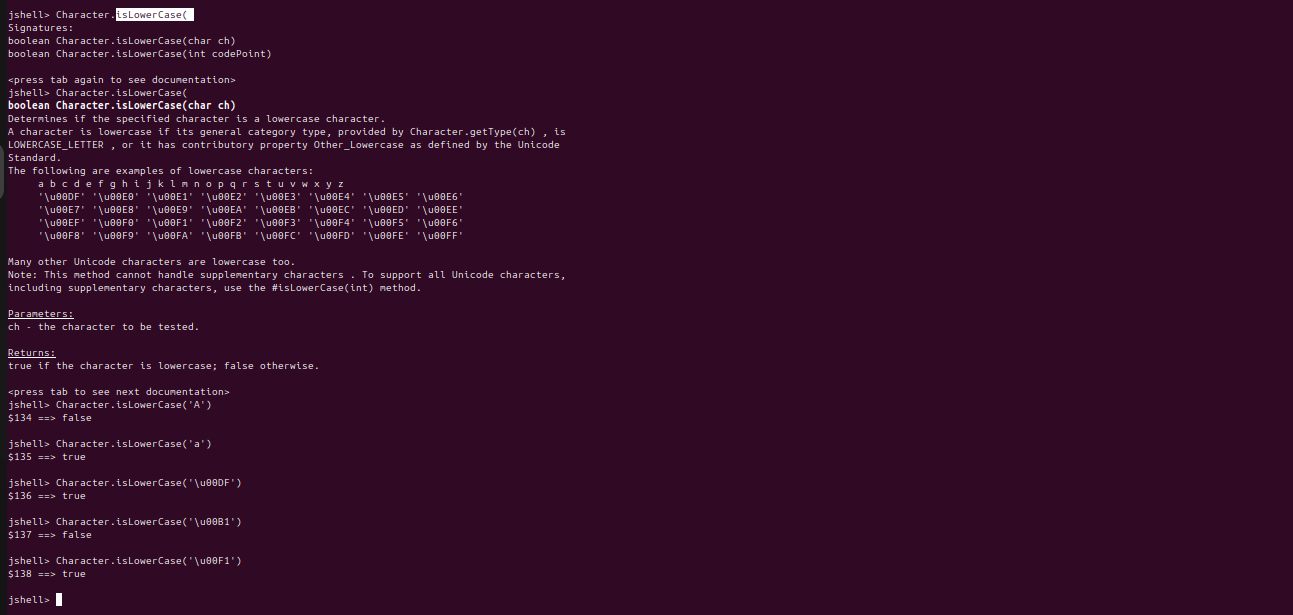 jshell> Character.isLowerCase(
Signatures:
boolean Character.isLowerCase(char ch)
boolean Character.isLowerCase(int codePoint)
<press tab again to see documentation>
jshell> Character.isLowerCase(
boolean Character.isLowerCase(char ch)
Determines if the specified character is a lowercase character.
A character is lowercase if its general category type, provided by Character.getType(ch) , is
LOWERCASE_LETTER , or it has contributory property Other_Lowercase as defined by the Unicode
Standard.
The following are examples of lowercase characters:
a b c d e f g h i j k l m n o p q r s t u v w x y z
'\u00DF' '\u00E0' '\u00E1' '\u00E2' '\u00E3' '\u00E4' '\u00E5' '\u00E6'
'\u00E7' '\u00E8' '\u00E9' '\u00EA' '\u00EB' '\u00EC' '\u00ED' '\u00EE'
'\u00EF' '\u00F0' '\u00F1' '\u00F2' '\u00F3' '\u00F4' '\u00F5' '\u00F6'
'\u00F8' '\u00F9' '\u00FA' '\u00FB' '\u00FC' '\u00FD' '\u00FE' '\u00FF'
Many other Unicode characters are lowercase too.
Note: This method cannot handle supplementary characters . To support all Unicode characters,
including supplementary characters, use the #isLowerCase(int) method.
Parameters:
ch - the character to be tested.
Returns:
true if the character is lowercase; false otherwise.
<press tab to see next documentation>
jshell> Character.isLowerCase('A')
$134 ==> false
jshell> Character.isLowerCase('a')
$135 ==> true
jshell> Character.isLowerCase('\u00DF')
$136 ==> true
jshell> Character.isLowerCase('\u00B1')
$137 ==> false
jshell> Character.isLowerCase('\u00F1')
$138 ==> true
jshell>